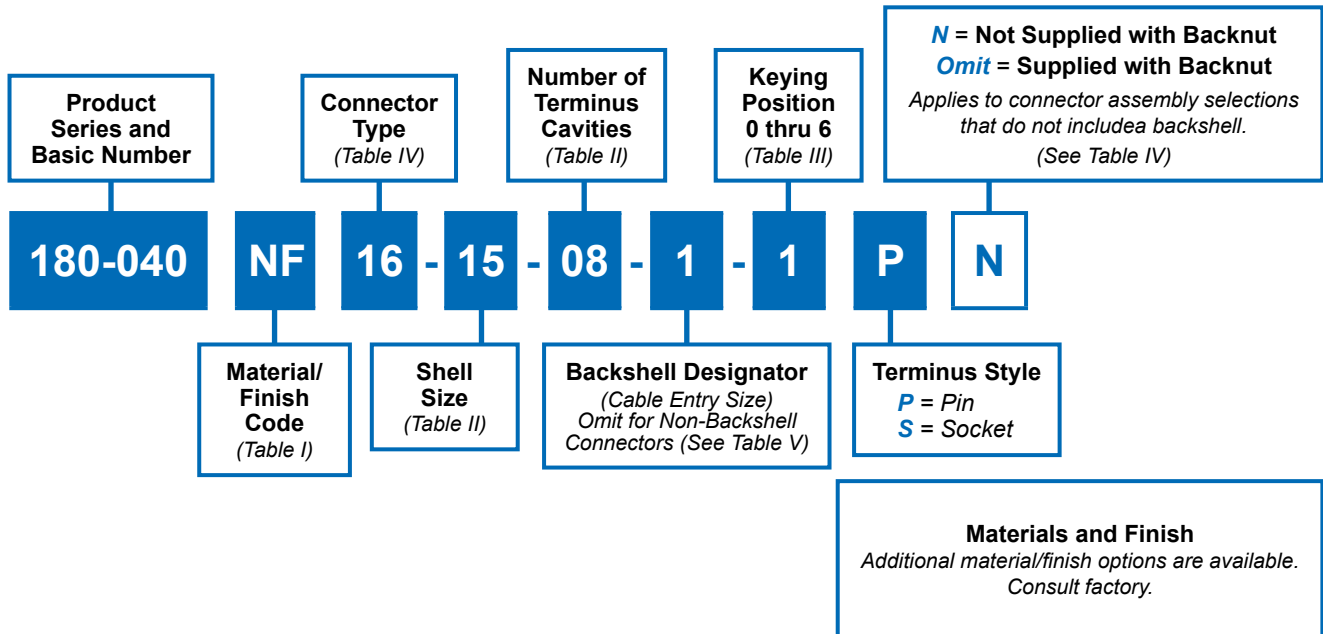 Product
Series and
Basic Number
Connector
Type
(Table IV)
Number of
Terminus
Cavities
(Table II)
Keying
Position
0 thru 6
(Table III)
N = Not Supplied with Backnut
Omit = Supplied with Backnut
Applies to connector assembly selections
that do not includea backshell.
(See Table IV)
180-040 NF 16 - 15 - 08 - 1 - 1 P N
Material/
Finish
Code
(Table I)
Shell
Size
(Table II)
Backshell Designator
(Cable Entry Size)
Omit for Non-Backshell
Connectors (See Table V)
Terminus Style
P = Pin
S = Socket
Materials and Finish
Additional material/finish options are available.
Consult factory.